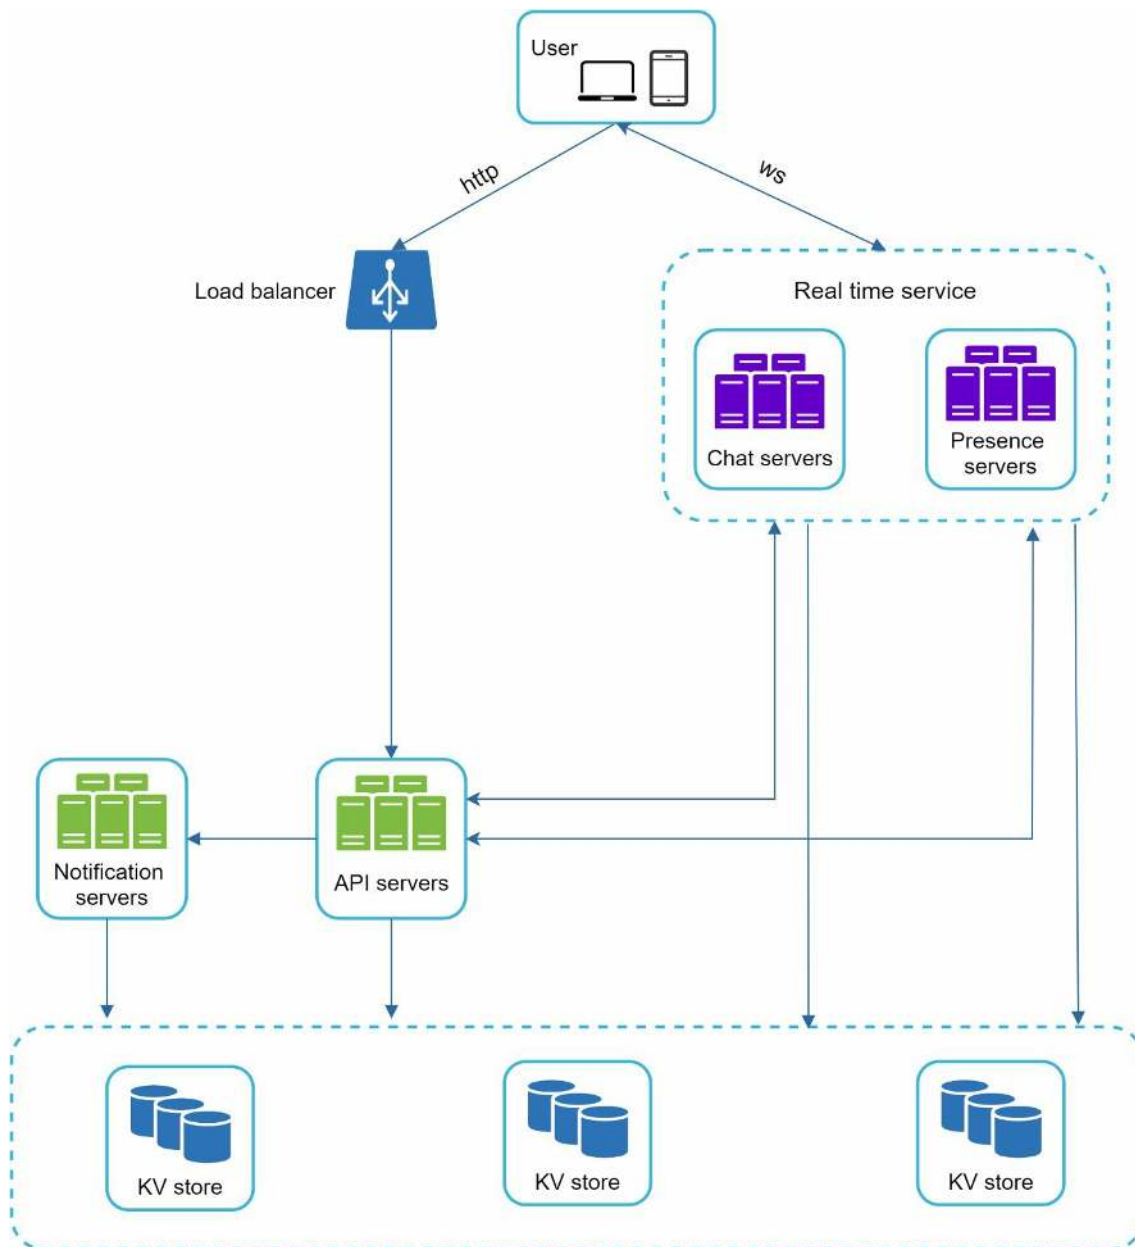 User
http
ws
Load balancer
Real time service
Chat servers
Presence
servers
Notification
servers
API servers
KV store
KV store
KV store